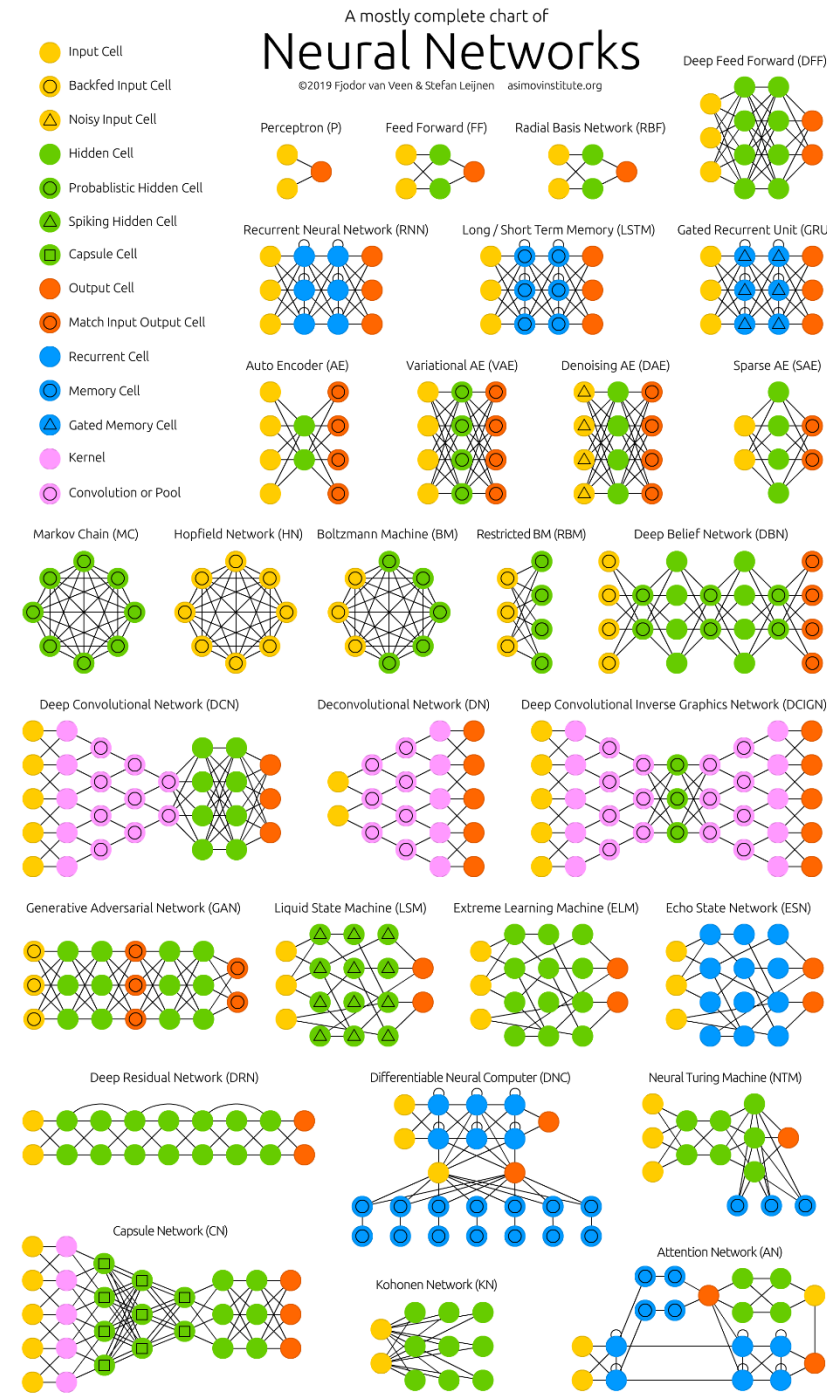 A mostly complete chart of
Neural Networks
©2019 Fjodor van Veen & Stefan Leijnen asimovinstitute.org
Input Cell
Backfed Input Cell
Noisy Input Cell
Hidden Cell
Probablistic Hidden Cell
Spiking Hidden Cell
Capsule Cell
Output Cell
Match Input Output Cell
Recurrent Cell
Memory Cell
Gated Memory Cell
Kernel
Convolution or Pool
Deep Feed Forward (DFF)
Perceptron (P)
Feed Forward (FF)
Radial Basis Network (RBF)
Recurrent Neural Network (RNN)
Long / Short Term Memory (LSTM)
Gated Recurrent Unit (GRU
Auto Encoder (AE)
Variational AE (VAE)
Denoising AE (DAE)
Sparse AE (SAE)
Markov Chain (MC)
Hopfield Network (HN)
Boltzmann Machine (BM)
Restricted BM (RBM)
Deep Belief Network (DBN)
Deep Convolutional Network (DCN)
Deconvolutional Network (DN)
Deep Convolutional Inverse Graphics Network (DCIGN)
Generative Adversarial Network (GAN)
Liquid State Machine (LSM)
Extreme Learning Machine (ELM)
Echo State Network (ESN)
Deep Residual Network (DRN)
Differentiable Neural Computer (DNC)
Neural Turing Machine (NTM)
Capsule Network (CN)
Kohonen Network (KN)
Attention Network (AN)